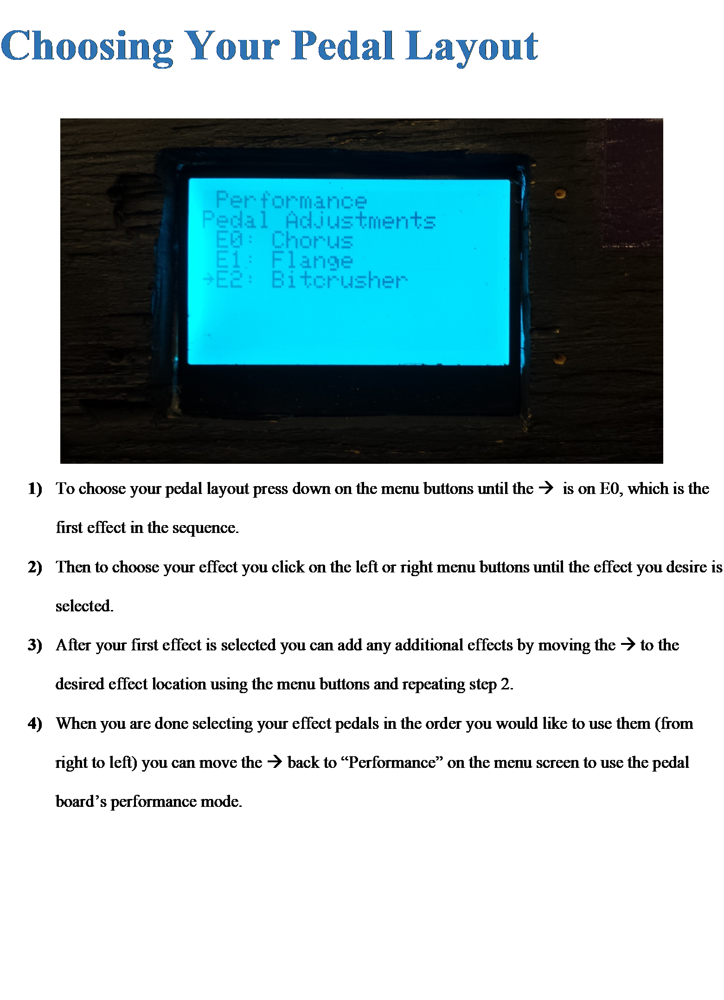 Choosing Your Pedal Layout
Performance
Pedal Adjustments
E0: Chorus
E1: Flange
→E2: Bitcrusher
1) To choose your pedal layout press down on the menu buttons until the → is on E0, which is the
first effect in the sequence.
2) Then to choose your effect you click on the left or right menu buttons until the effect you desire is
selected.
3) After your first effect is selected you can add any additional effects by moving the → to the
desired effect location using the menu buttons and repeating step 2.
4) When you are done selecting your effect pedals in the order you would like to use them (from
right to left) you can move the → back to “Performance” on the menu screen to use the pedal
board’s performance mode.